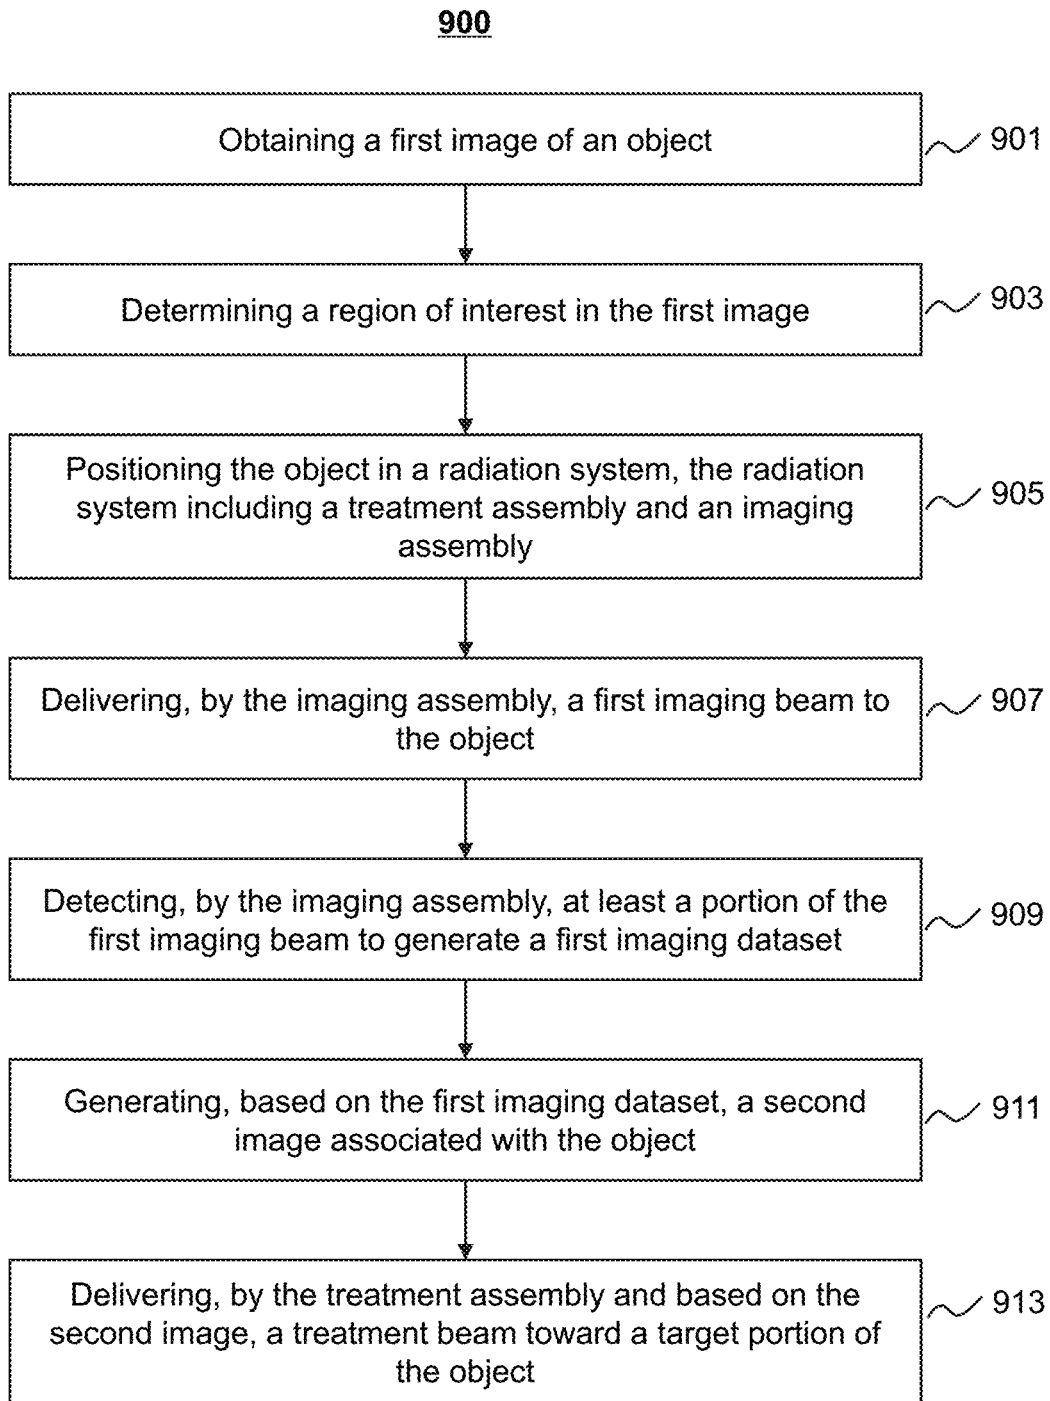 900
Obtaining a first image of an object
901
Determining a region of interest in the first image
903
Positioning the object in a radiation system, the radiation
system including a treatment assembly and an imaging
assembly
905
Delivering, by the imaging assembly, a first imaging beam to
the object
907
Detecting, by the imaging assembly, at least a portion of the
first imaging beam to generate a first imaging dataset
909
Generating, based on the first imaging dataset, a second
image associated with the object
911
Delivering, by the treatment assembly and based on the
second image, a treatment beam toward a target portion of
the object
913